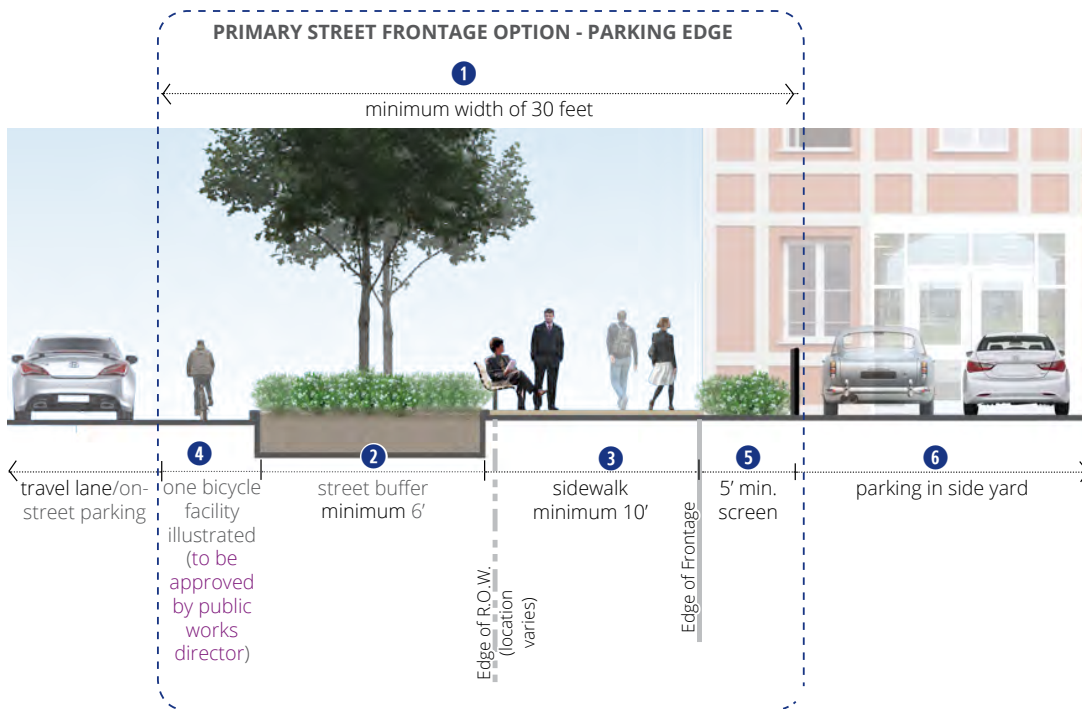 PRIMARY STREET FRONTAGE OPTION - PARKING EDGE
1
minimum width of 30 feet
4
2
3
5
6
travel lane/on-
street parking
one bicycle
facility
illustrated
(to be
approved
by public
works
director)
street buffer
minimum 6’
sidewalk
minimum 10’
5’ min.
screen
parking in side yard
Edge of R.O.W.
(location
varies)
Edge of Frontage